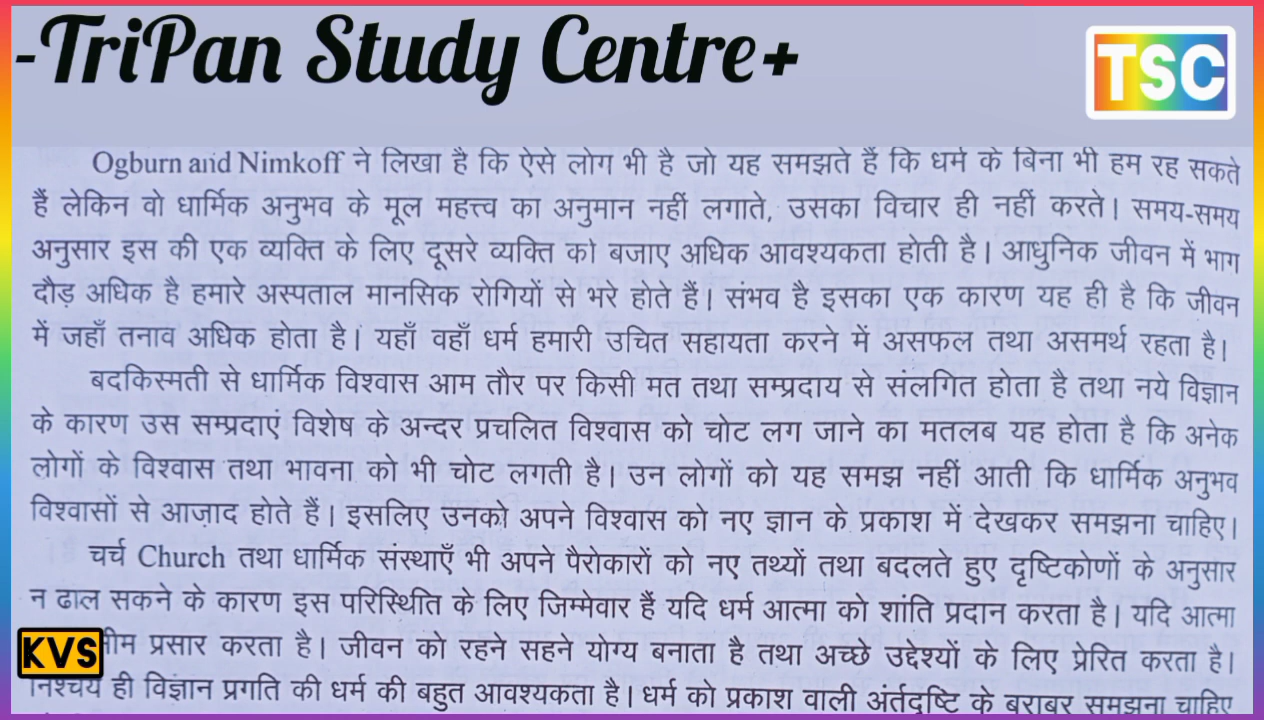 -TriPan Study Centre+
TSC
Ogburn and Nimkoff ने लिखा है कि ऐसे लोग भी है जो यह समझते हैं कि धर्म के बिना भी हम रह सकते
हैं लेकिन वो धार्मिक अनुभव के मूल महत्त्व का अनुमान नहीं लगाते, उसका विचार ही नहीं करते। समय-समय
अनुसार इस की एक व्यक्ति के लिए दूसरे व्यक्ति की बजाए अधिक आवश्यकता होती है। आधुनिक जीवन में भाग
दौड़ अधिक है हमारे अस्पताल मानसिक रोगियों से भरे होते हैं। संभव है इसका एक कारण यह ही है कि जीवन
में जहाँ तनाव अधिक होता है। यहाँ वहाँ धर्म हमारी उचित सहायता करने में असफल तथा असमर्थ रहता है।
बदकिस्मती से धार्मिक विश्वास आम तौर पर किसी मत तथा सम्प्रदाय से संलगित होता है तथा नये विज्ञान
के कारण उस सम्प्रदाएं विशेष के अन्दर प्रचलित विश्वास को चोट लग जाने का मतलब यह होता है कि अनेक
लोगों के विश्वास तथा भावना को भी चोट लगती है। उन लोगों को यह समझ नहीं आती कि धार्मिक अनुभव
विश्वासों से आज़ाद होते हैं। इसलिए उनको अपने विश्वास को नए ज्ञान के प्रकाश में देखकर समझना चाहिए।
चर्च Church तथा धार्मिक संस्थाएँ भी अपने पैरोकारों को नए तथ्यों तथा बदलते हुए दृष्टिकोणों के अनुसार
न ढाल सकने के कारण इस परिस्थिति के लिए जिम्मेवार हैं यदि धर्म आत्मा को शांति प्रदान करता है। यदि आत्मा
KVS प्रसार करता है। जीवन को रहने सहने योग्य बनाता है तथा अच्छे उद्देश्यों के लिए प्रेरित करता है।
निश्चय ही विज्ञान प्रगति की धर्म की बहुत आवश्यकता है। धर्म को प्रकाश वाली अंर्तदृष्टि के बराबर समझना चाहिए